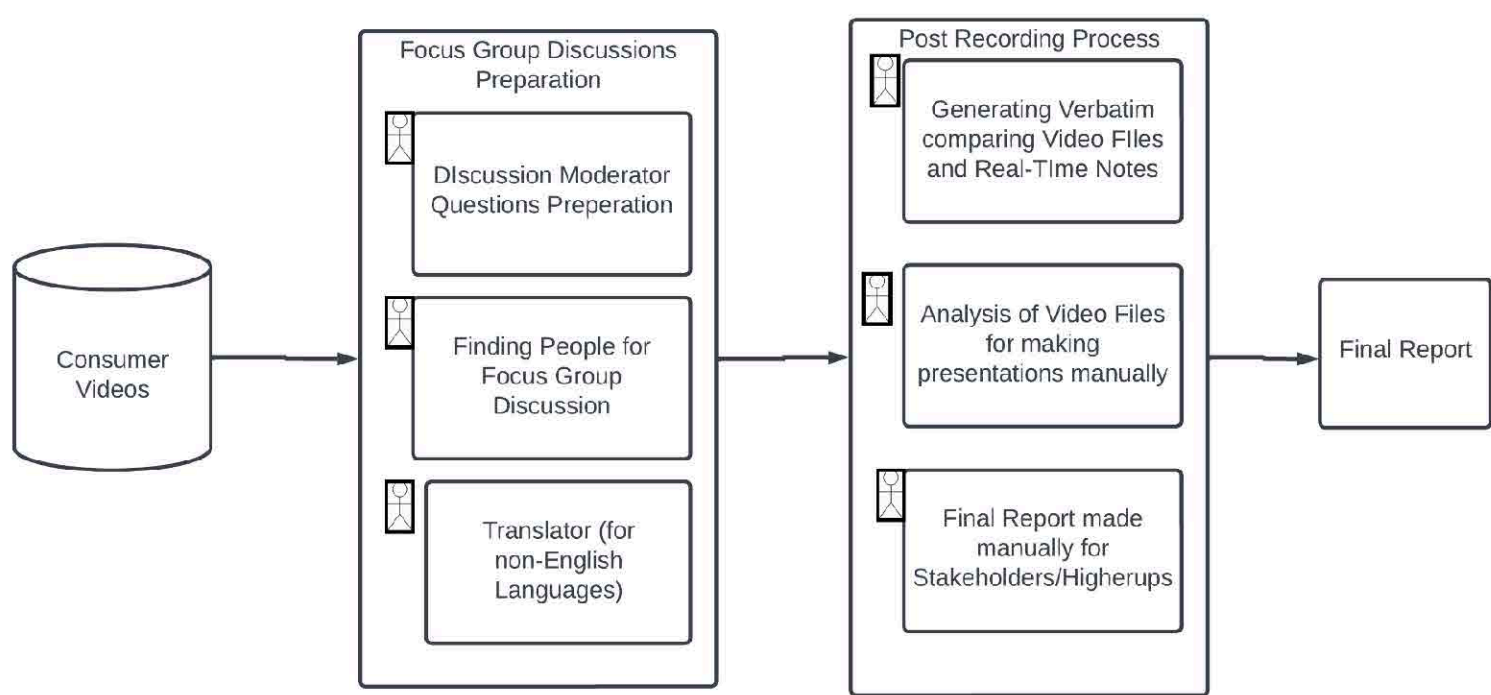 Consumer
Videos
Focus Group Discussions
Preparation
DIscussion Moderator
Questions Preperation
Finding People for
Focus Group
Discussion
Translator (for
non-English
Languages)
Post Recording Process
Generating Verbatim
comparing Video FIles
and Real-TIme Notes
Analysis of Video Files
for making
presentations manually
Final Report made
manually for
Stakeholders/Higherups
Final Report